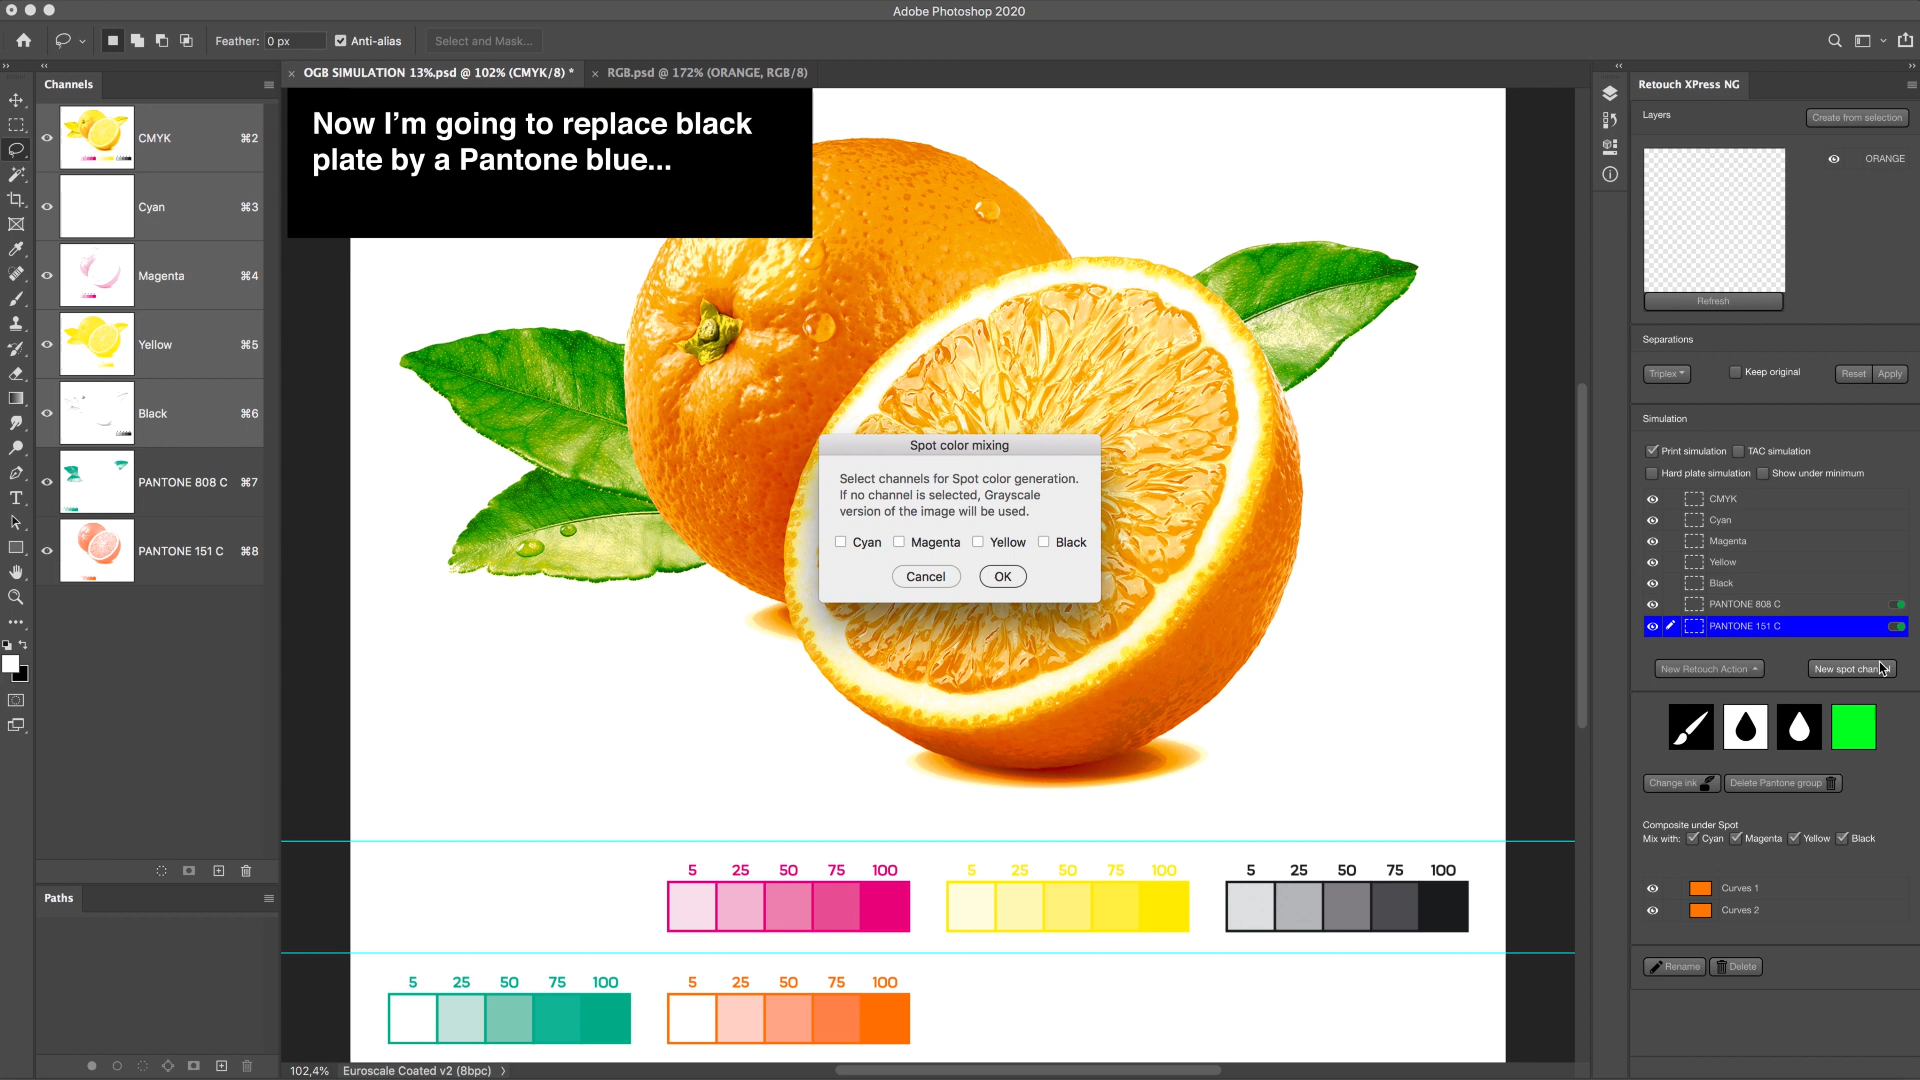 Adobe Photoshop 2020
Feather: 0 px Anti-alias Select and Mask...
Channels
OGB SIMULATION 13%.psd @ 102% (CMYK/8) * RGB.psd @ 172% (ORANGE, RGB/8)
Retouch XPress NG
CMYK ⌘2
Cyan ⌘3
Magenta ⌘4
Yellow ⌘5
Black ⌘6
PANTONE 808 C ⌘7
PANTONE 151 C ⌘8
Paths
Now I'm going to replace black
plate by a Pantone blue...
Spot color mixing
Select channels for Spot color generation.
If no channel is selected, Grayscale
version of the image will be used.
Cyan Magenta Yellow Black
Cancel OK
5 25 50 75 100 5 25 50 75 100 5 25 50 75 100
5 25 50 75 100 5 25 50 75 100
102,4% Euroscale Coated v2 (8bpc)
Layers
Create from selection
ORANGE
Refresh
Separations
Triplex Keep original Reset Apply
Simulation
Print simulation TAC simulation
Hard plate simulation Show under minimum
CMYK
Cyan
Magenta
Yellow
Black
PANTONE 808 C
PANTONE 151 C
New Retouch Action New spot
Change ink Delete Pantone group
Composite under Spot
Mix with: Cyan Magenta Yellow Black
Curves 1
Curves 2
Rename Delete